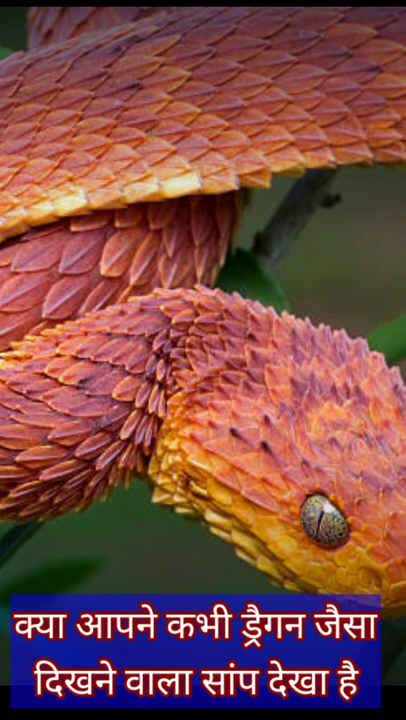 क्या आपने कभी ड्रैगन जैसा
दिखने वाला सांप देखा है